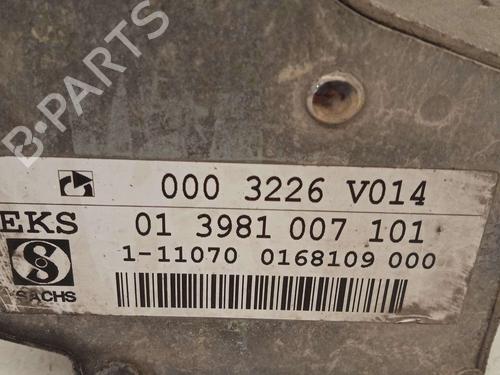 B-PARTS
000 3226 V014
EKS 01 3981 007 101
1-11070 0168109 000
SACHS